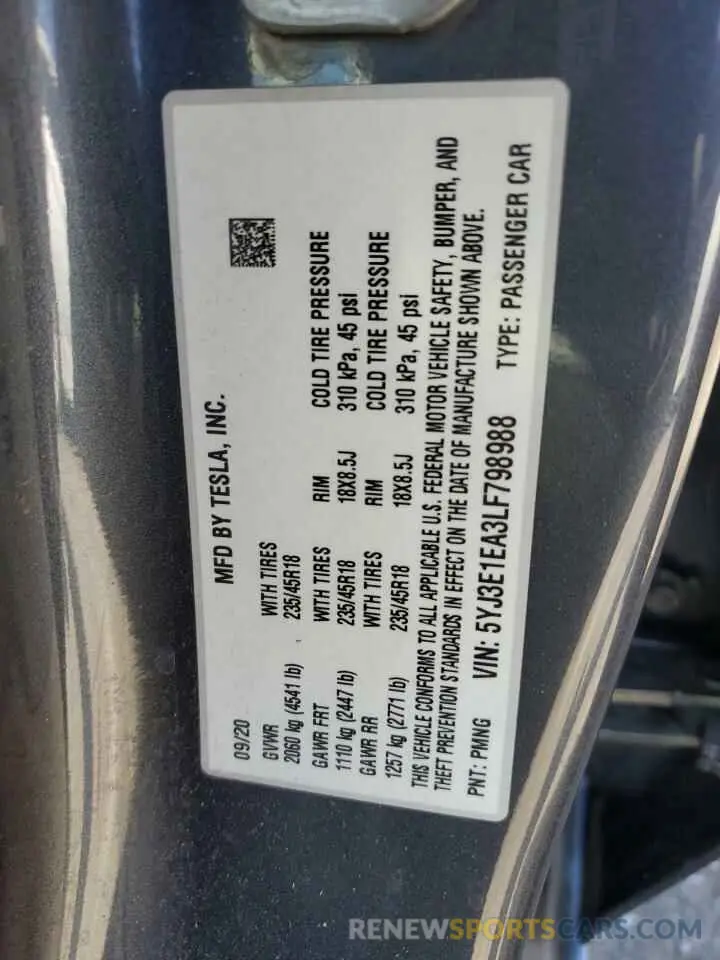 MFD BY TESLA, INC.
09/20
GVWR WITH TIRES
2060 kg (4541 lb) 235/45R18
GAWR FRT WITH TIRES RIM COLD TIRE PRESSURE
1110 kg (2447 lb) 235/45R18 18X8.5J 310 kPa, 45 psi
GAWR RR WITH TIRES RIM COLD TIRE PRESSURE
1257 kg (2771 lb) 235/45R18 18X8.5J 310 kPa, 45 psi
THIS VEHICLE CONFORMS TO ALL APPLICABLE U.S. FEDERAL MOTOR VEHICLE SAFETY, BUMPER, AND
THEFT PREVENTION STANDARDS IN EFFECT ON THE DATE OF MANUFACTURE SHOWN ABOVE.
PNT: PMNG VIN: 5YJ3E1EA3LF798988 TYPE: PASSENGER CAR
RENEWSPORTSCARS.COM